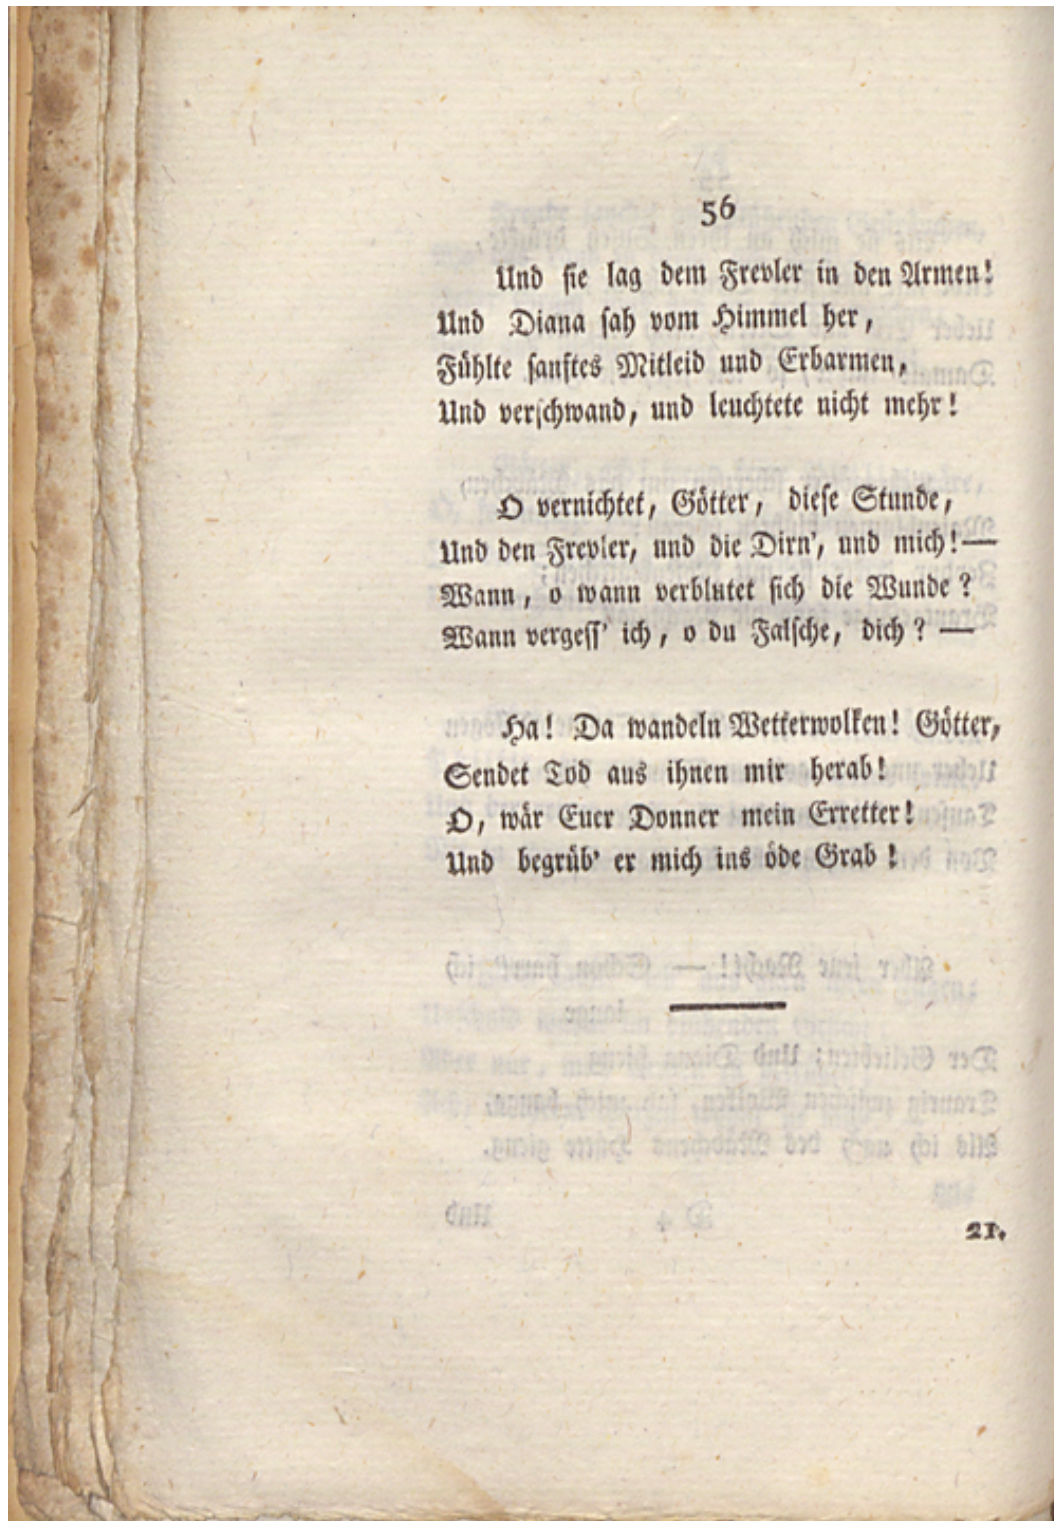 56
Und sie lag dem Frevler in den Armen!
Und Diana sah vom Himmel her,
Fühlte sanftes Mitleid und Erbarmen,
Und verschwand, und leuchtete nicht mehr!
O vernichtet, Götter, diese Stunde,
Und den Frevler, und die Dirn', und mich!—
Wann, o wann verblutet sich die Wunde?
Wann vergess' ich, o du Falsche, dich? —
Ha! Da wandeln Wetterwolken! Götter,
Sendet Tod aus ihnen mir herab!
O, wär Euer Donner mein Erretter!
Und begrüb' er mich ins öde Grab!
21.